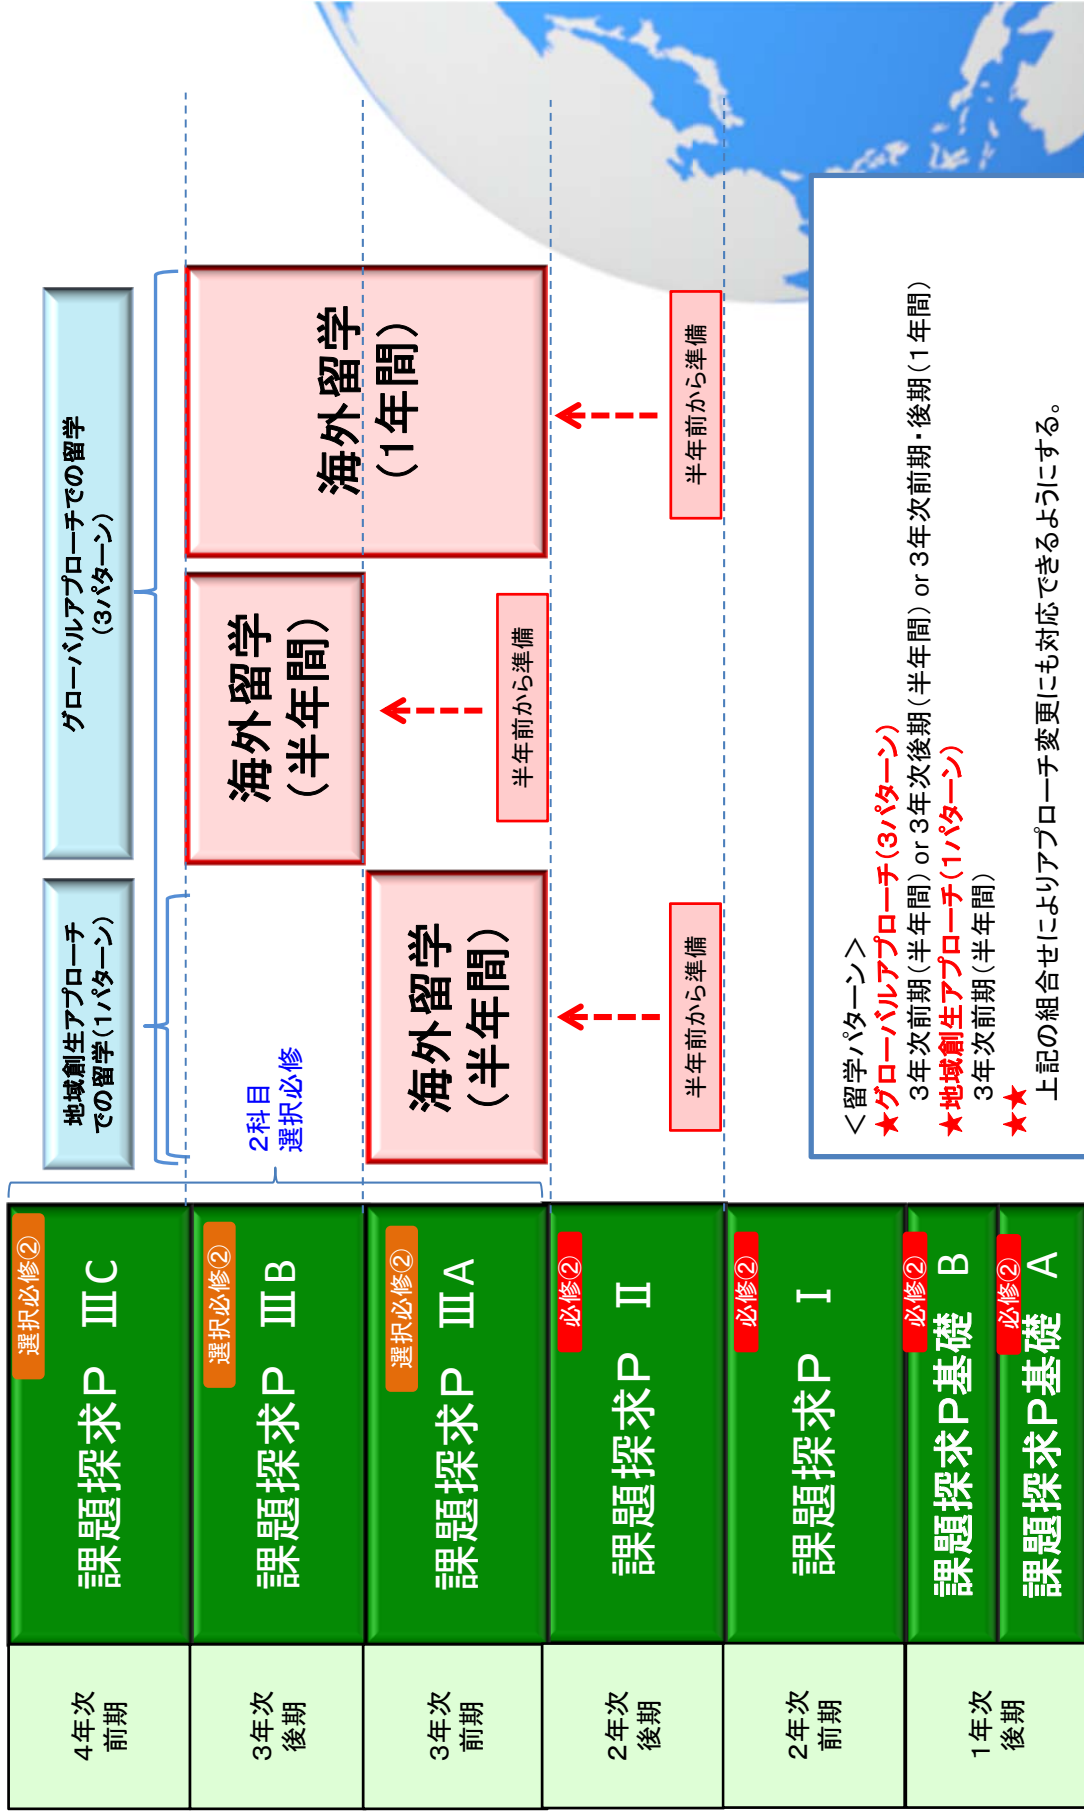 グローバルアプローチでの留学
(3パターン)
地域創生アプローチ
での留学(1パターン)
4年次
前期
課題探求P ⅢC
選択必修②
3年次
後期
課題探求P ⅢB
選択必修②
3年次
前期
課題探求P ⅢA
選択必修②
2年次
後期
課題探求P Ⅱ
必修②
2年次
前期
課題探求P Ⅰ
必修②
1年次
後期
課題探求P基礎 B
必修②
課題探求P基礎 A
必修②
2科目
選択必修
海外留学
(半年間)
半年前から準備
海外留学
(半年間)
半年前から準備
海外留学
(1年間)
半年前から準備
＜留学パターン＞
★グローバルアプローチ(3パターン)
3年次前期(半年間) or 3年次後期(半年間) or 3年次前期・後期(1年間)
★地域創生アプローチ(1パターン)
3年次前期(半年間)
★★
上記の組合せによりアプローチ変更にも対応できるようにする。